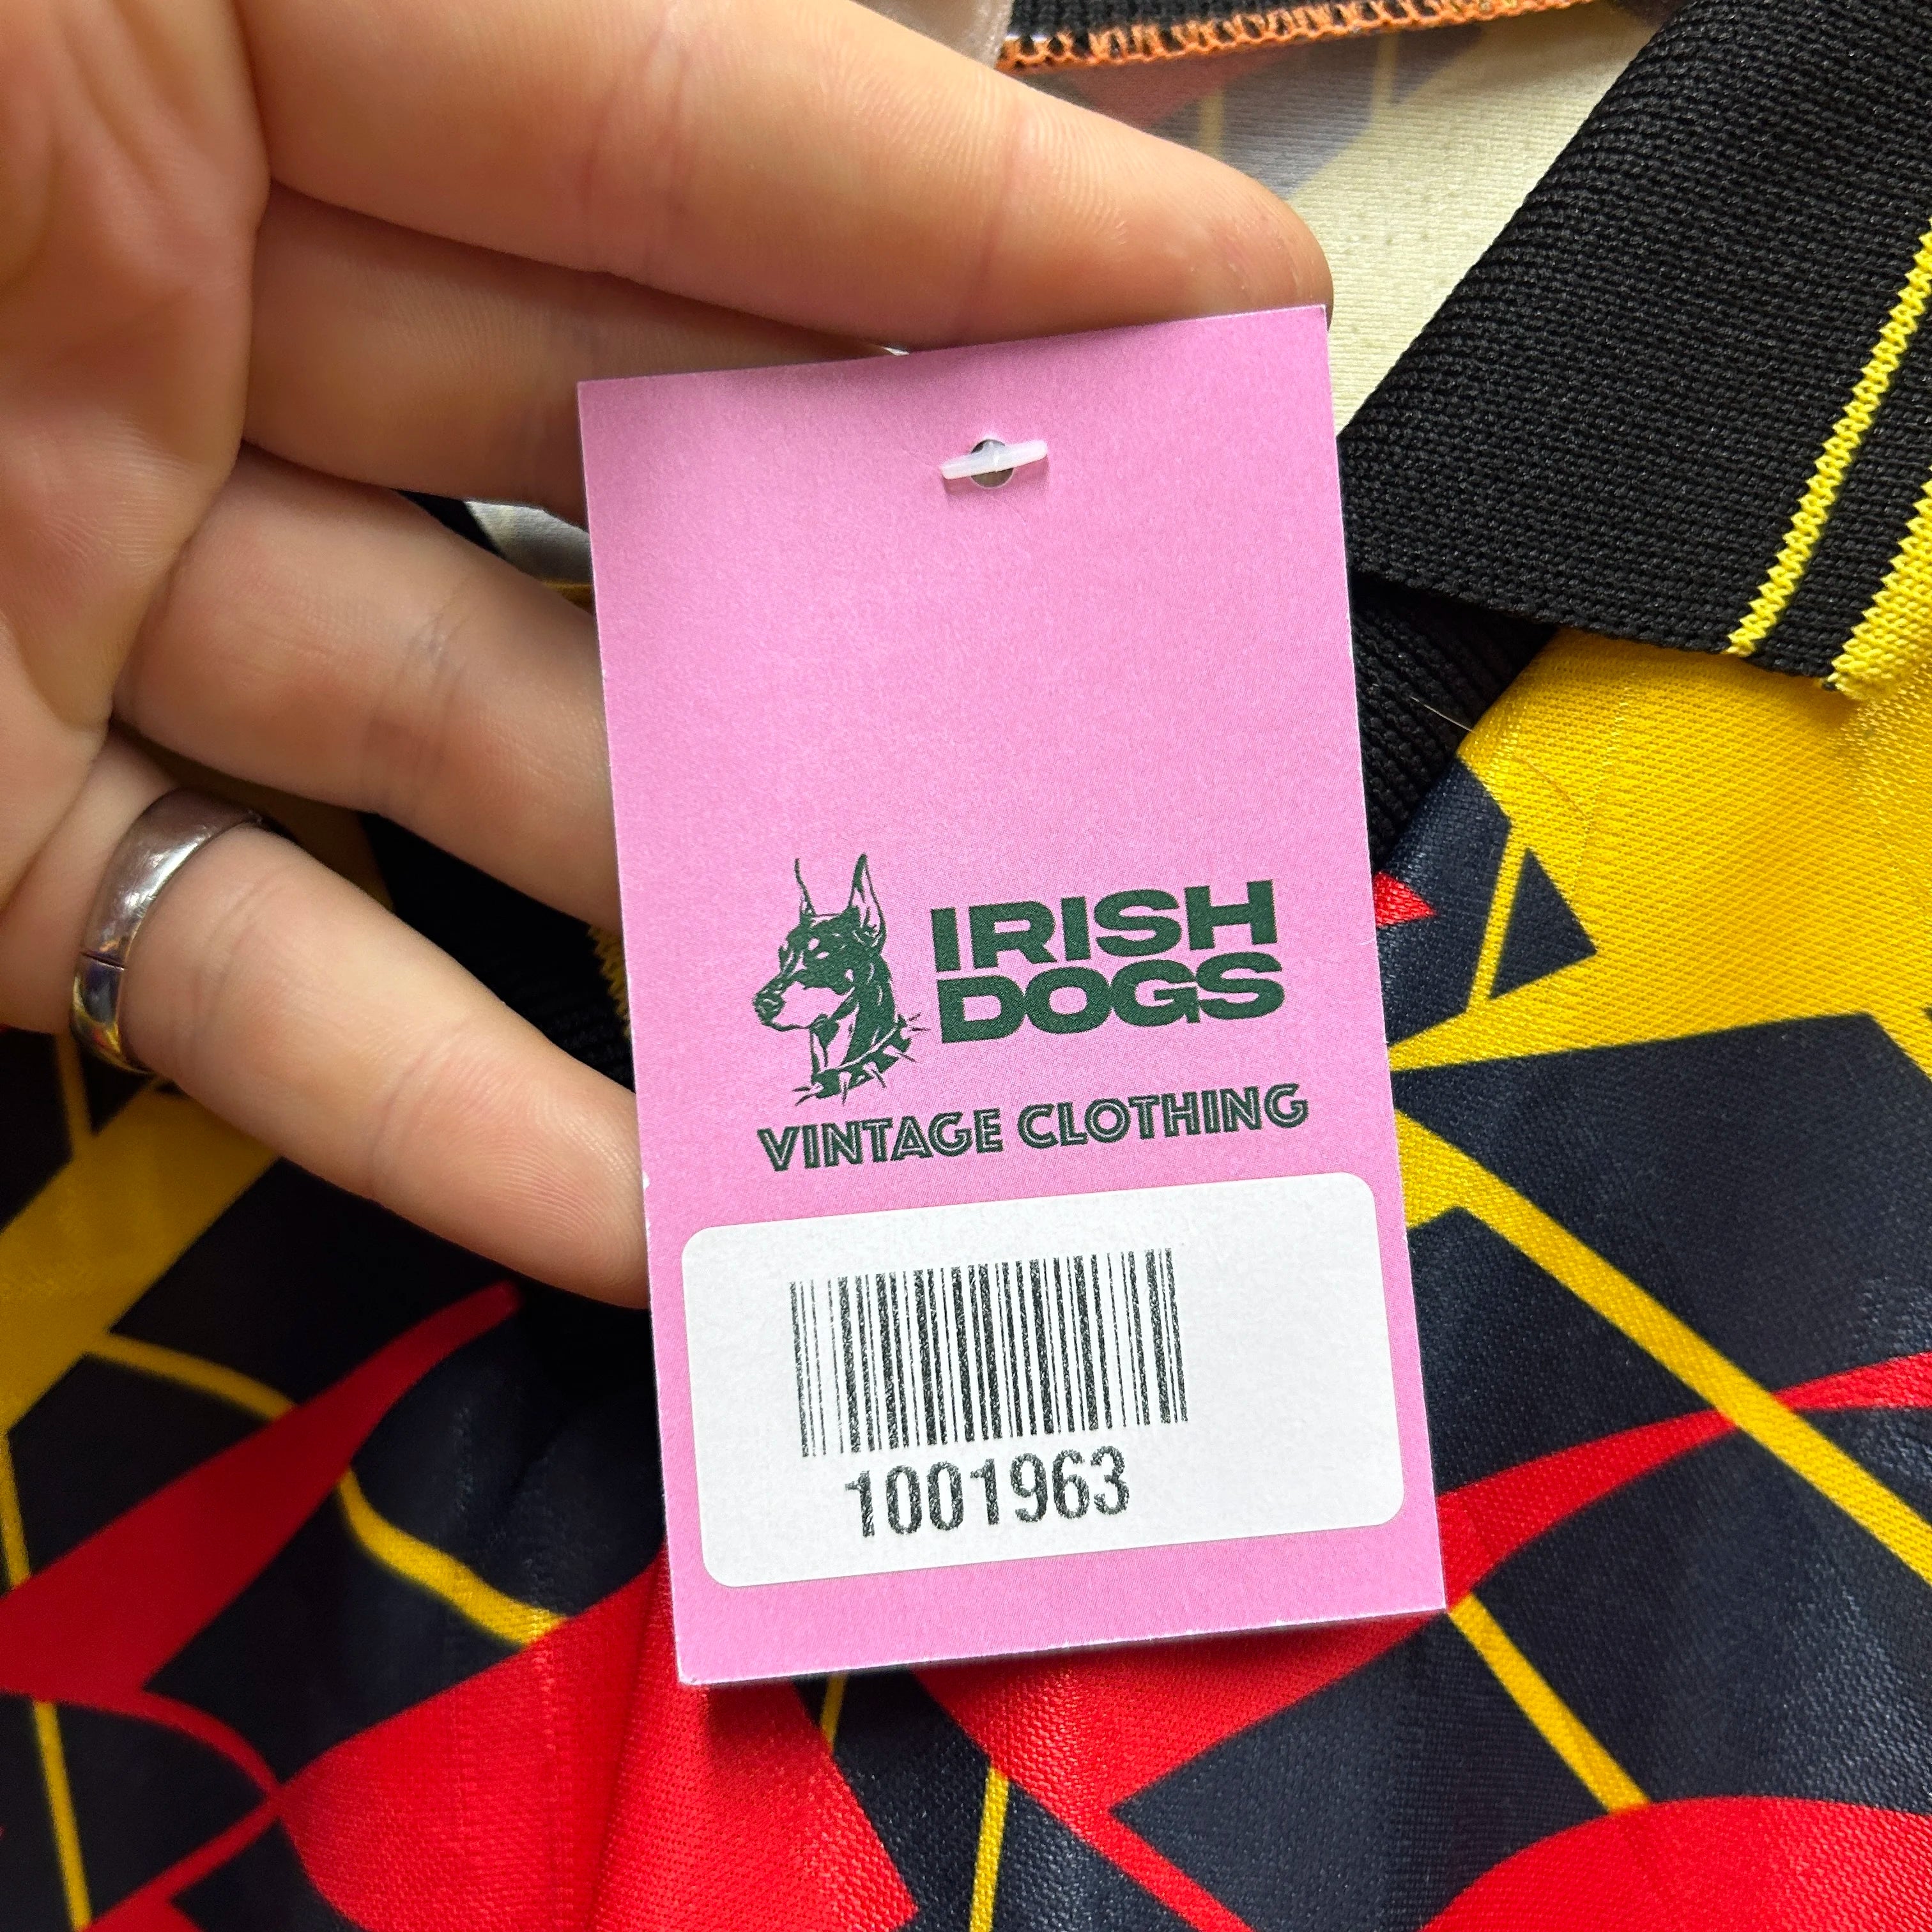 IRISH
DOGS
VINTAGE CLOTHING
1001963